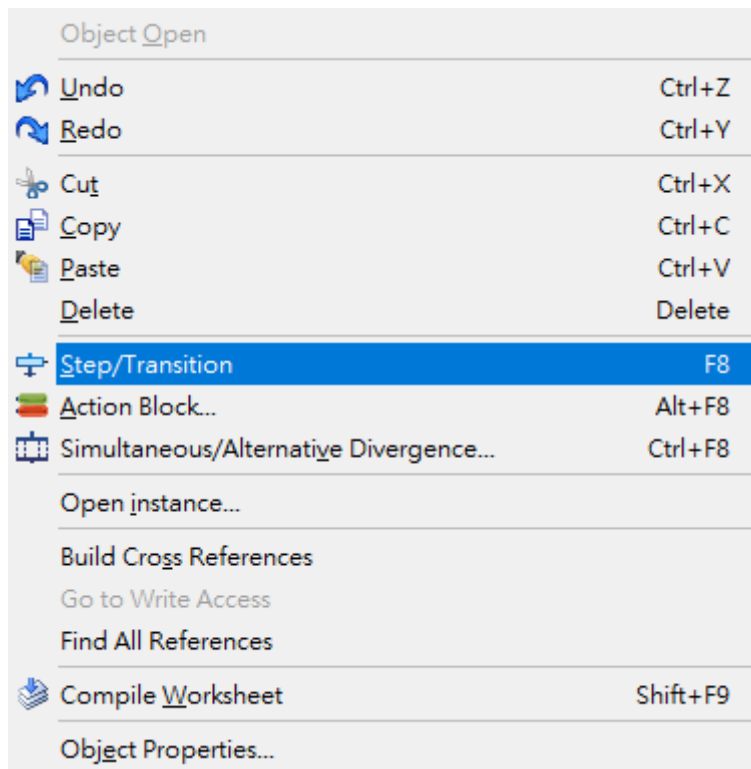 Object Open
Undo Ctrl+Z
Redo Ctrl+Y
Cut Ctrl+X
Copy Ctrl+C
Paste Ctrl+V
Delete Delete
Step/Transition F8
Action Block... Alt+F8
Simultaneous/Alternative Divergence... Ctrl+F8
Open instance...
Build Cross References
Go to Write Access
Find All References
Compile Worksheet Shift+F9
Object Properties...